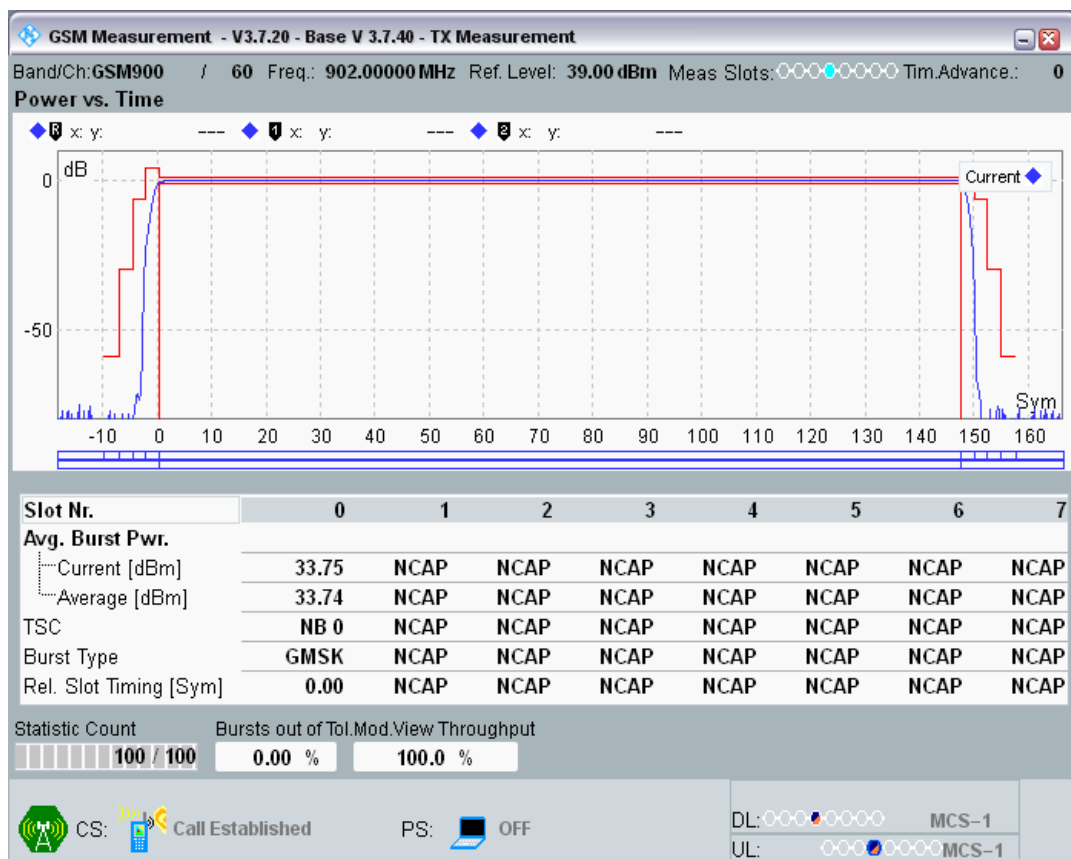 GSM Measurement - V3.7.20 - Base V 3.7.40 - TX Measurement
Band/Ch:GSM900 / 60 Freq.: 902.00000 MHz Ref. Level: 39.00 dBm Meas Slots: Tim.Advance.: 0
Power vs. Time
R x: y: --- 1 x: y: --- 2 x: y: ---
dB
Current
0
-50
Sym
-10 0 10 20 30 40 50 60 70 80 90 100 110 120 130 140 150 160
Slot Nr. 0 1 2 3 4 5 6 7
Avg. Burst Pwr.
Current [dBm] 33.75 NCAP NCAP NCAP NCAP NCAP NCAP NCAP
Average [dBm] 33.74 NCAP NCAP NCAP NCAP NCAP NCAP NCAP
TSC NB 0 NCAP NCAP NCAP NCAP NCAP NCAP NCAP
Burst Type GMSK NCAP NCAP NCAP NCAP NCAP NCAP NCAP
Rel. Slot Timing [Sym] 0.00 NCAP NCAP NCAP NCAP NCAP NCAP NCAP
Statistic Count Bursts out of Tol. Mod.View Throughput
100 / 100 0.00 % 100.0 %
CS: Call Established PS: OFF DL: MCS-1
UL: MCS-1